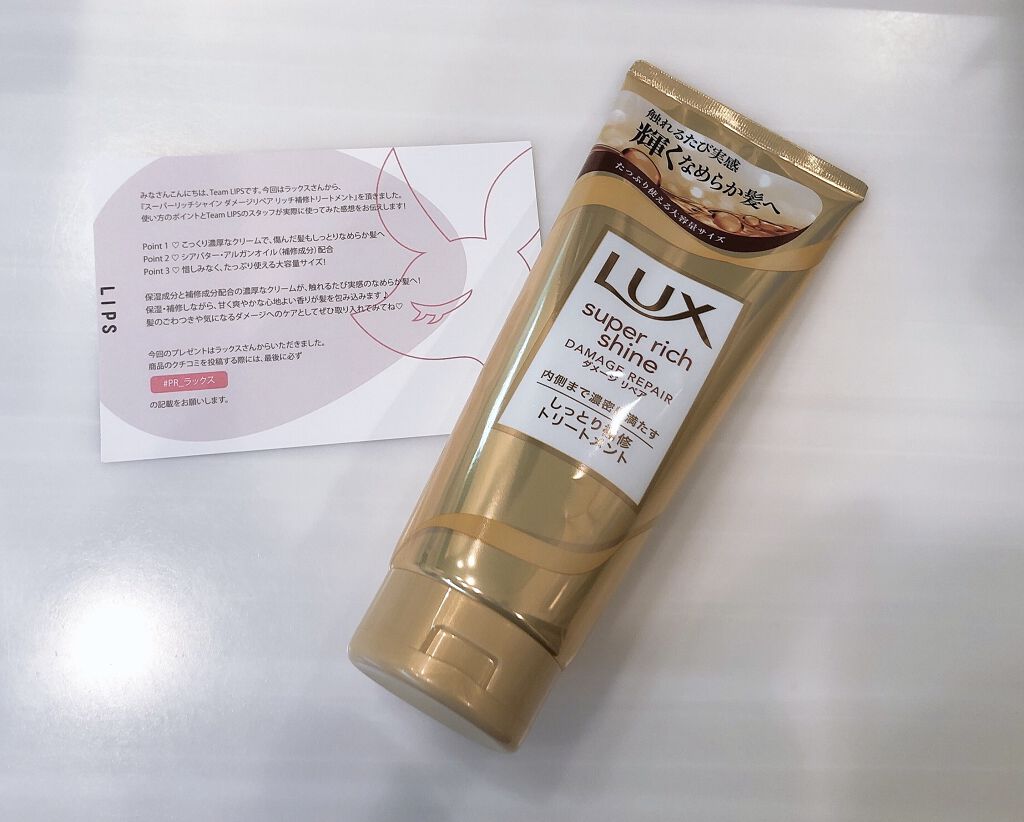 みなさんこんにちは、Team LIPSです。今回はラックスさんから、
『スーパーリッチシャイン ダメージリペア リッチ補修トリートメント』を頂きました。
使い方のポイントとTeam LIPSのスタッフが実際に使ってみた感想をお伝えします!
Point 1 ♡ こっくり濃厚なクリームで、傷んだ髪もしっとりなめらか髪へ
Point 2 ♡ シアバター・アルガンオイル(補修成分)配合
Point 3 ♡ 惜しみなく、たっぷり使える大容量サイズ!
保湿成分と補修成分配合の濃厚なクリームが、触れるたび実感のなめらか髪へ!
保湿・補修しながら、甘く爽やかな心地よい香りが髪を包み込みます♪
髪のごわつきや気になるダメージへのケアとしてぜひ取り入れてみてね♡
今回のプレゼントはラックスさんからいただきました。
商品のクチコミを投稿する際には、最後に必ず
#PR_ラックス
の記載をお願いします。
LIPS
触れるたび実感
輝くなめらか髪へ
たっぷり使える大容量サイズ
LUX
super rich
shine
DAMAGE REPAIR
ダメージ リペア
内側まで濃密に満たす
しっとり補修
トリートメント